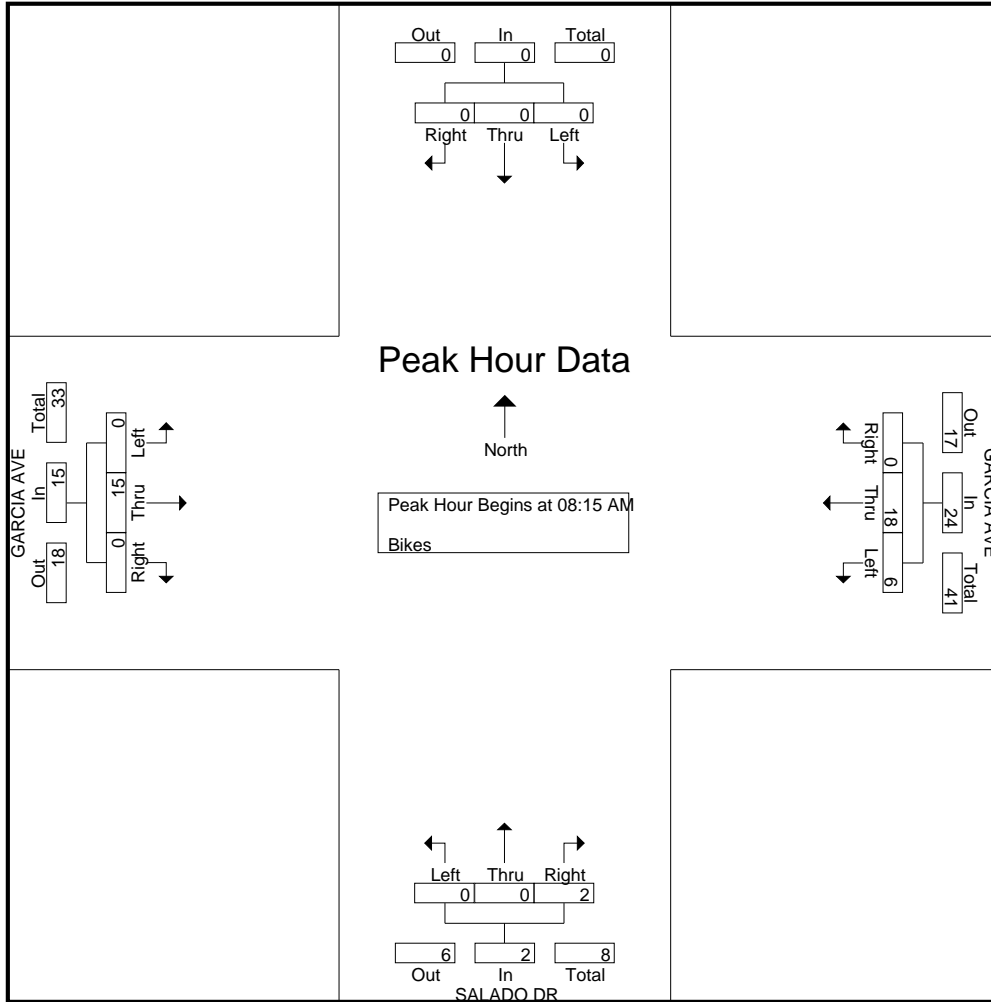 Out In Total
0 0 0
0 0 0
Right Thru Left
Peak Hour Data
North
Peak Hour Begins at 08:15 AM
Bikes
GARCIA AVE
Out In Total
18 15 33
0 15 0
Left Thru Right
GARCIA AVE
Out In Total
17 24 41
0 18 6
Right Thru Left
Left Thru Right
0 0 2
6 2 8
Out In Total
SALADO DR